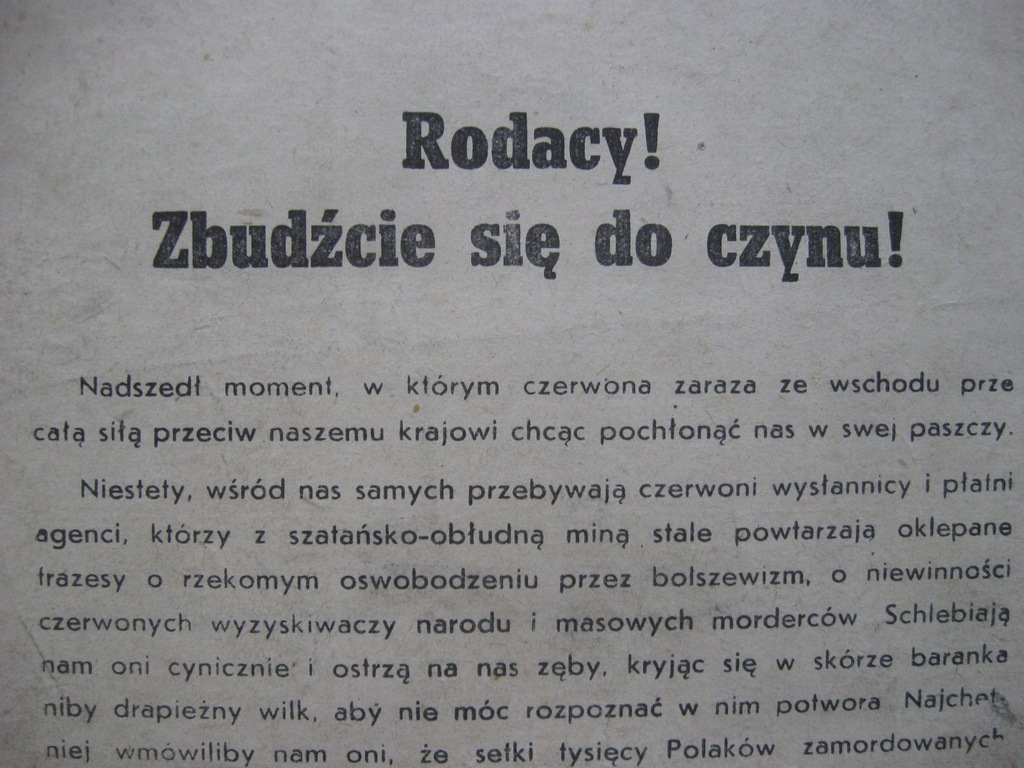 Rodacy!
Zbudźcie się do czynu!
Nadszedł moment, w którym czerwona zaraza ze wschodu prze
całą siłą przeciw naszemu krajowi chcąc pochłonąć nas w swej paszczy.
Niestety, wśród nas samych przebywają czerwoni wysłannicy i płatni
agenci, którzy z szatańsko-obłudną miną stale powtarzają oklepane
frazesy o rzekomym oswobodzeniu przez bolszewizm, o niewinności
czerwonych wyzyskiwaczy narodu i masowych morderców Schlebiają
nam oni cynicznie i ostrzą na nas zęby, kryjąc się w skórze baranka
niby drapieżny wilk, aby nie móc rozpoznać w nim potwora Najchęt-
niej wmówiliby nam oni, że setki tysięcy Polaków zamordowanych